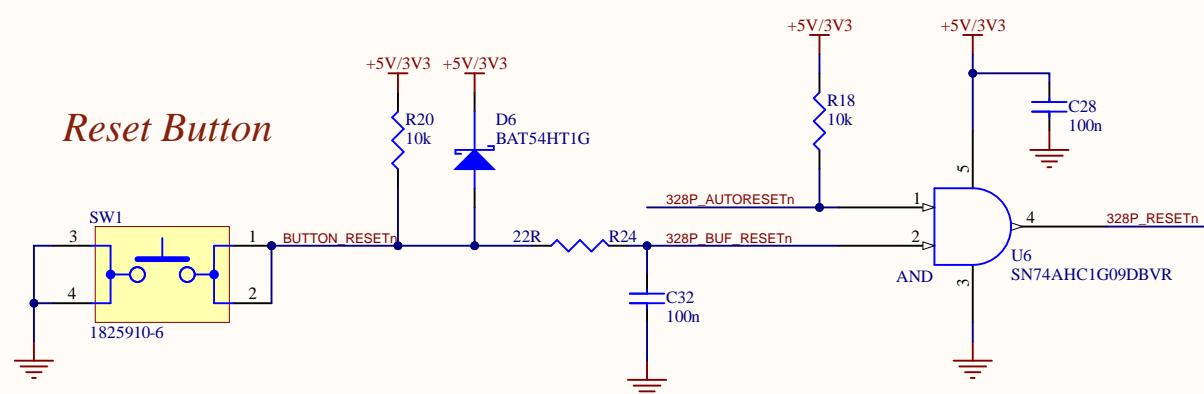 +5V/3V3
+5V/3V3
+5V/3V3
+5V/3V3
Reset Button
R20
10k
D6
BAT54HT1G
R18
10k
C28
100n
5
SW1
3
4
1
2
1825910-6
BUTTON_RESETn
22R
R24
328P_AUTORESETn
328P_BUF_RESETn
1
2
4
328P_RESETn
C32
100n
AND
3
U6
SN74AHC1G09DBVR